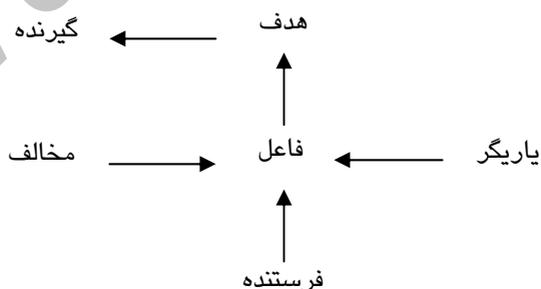 هدف
گیرنده
یاریگر
فاعل
مخالف
فرستنده